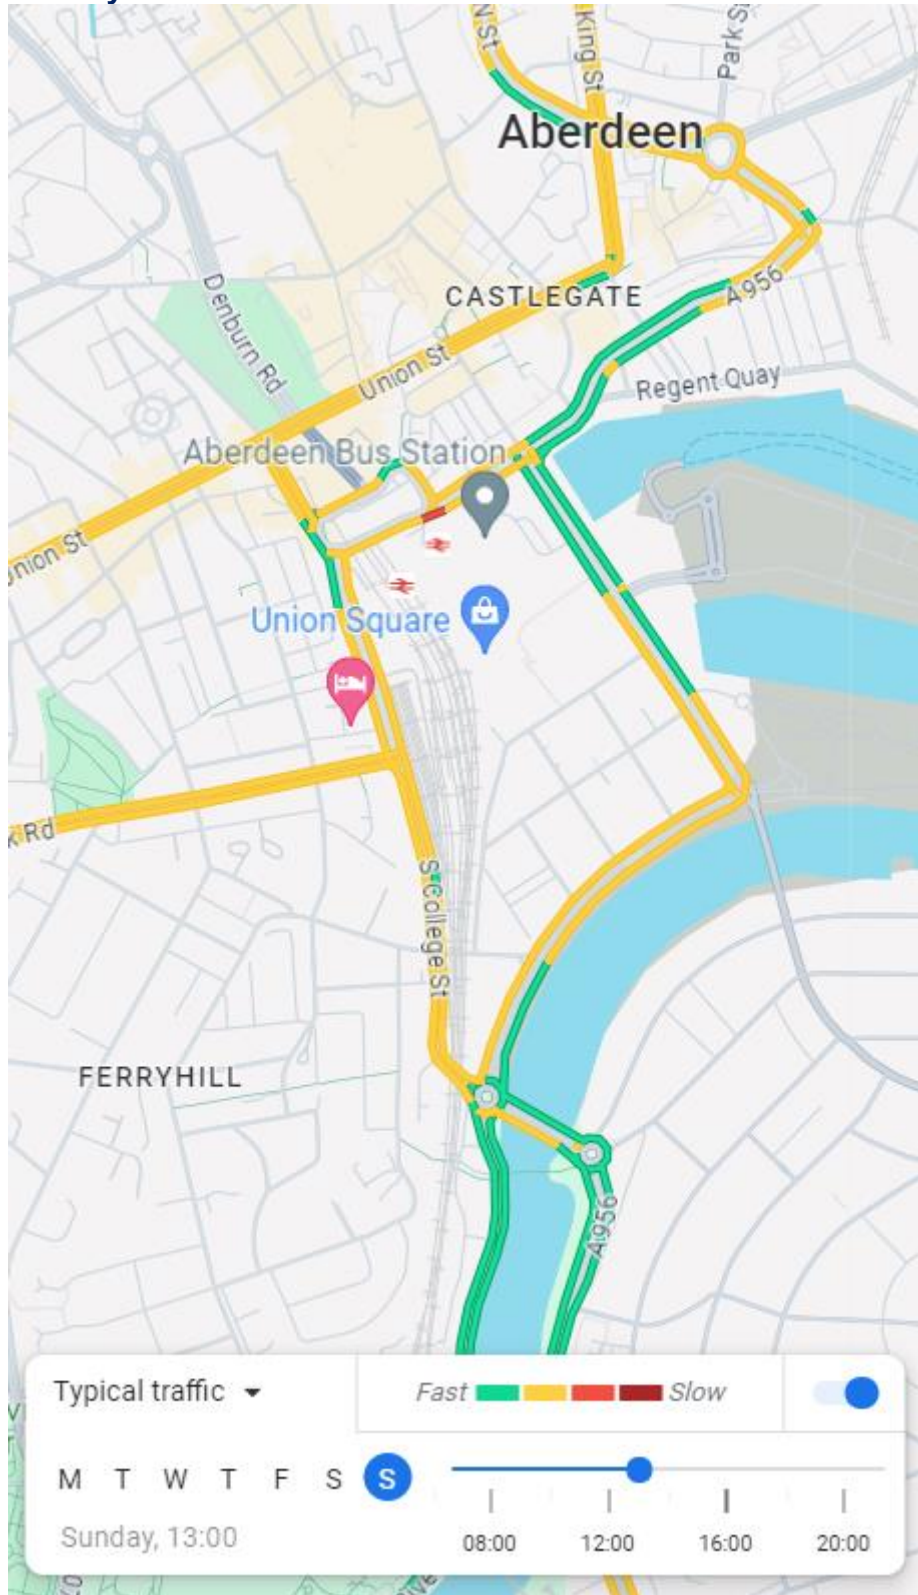 King St
Park St
Aberdeen
CASTLEGATE
A956
Denburn Rd
Union St
Regent Quay
Aberdeen Bus Station
Union St
Union Square
Rd
S College St
FERRYHILL
A956
Typical traffic
Fast Slow
M T W T F S S
Sunday, 13:00
08:00 12:00 16:00 20:00